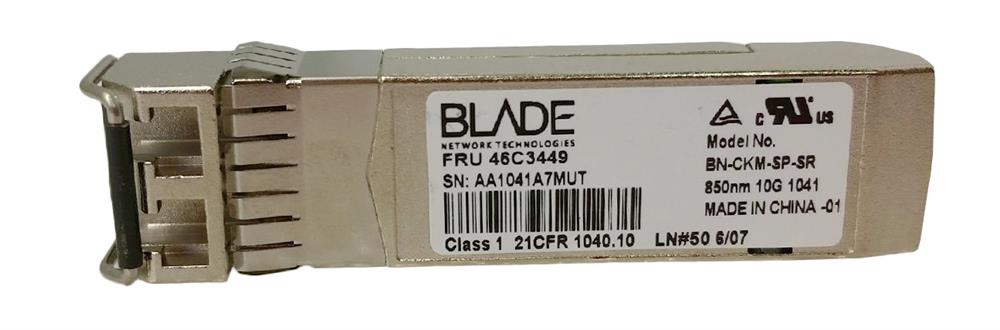 BLADE
NETWORK TECHNOLOGIES
FRU 46C3449
SN: AA1041A7MUT
Class 1 21CFR 1040.10
c RU US
Model No.
BN-CKM-SP-SR
850nm 10G 1041
MADE IN CHINA -01
LN#50 6/07